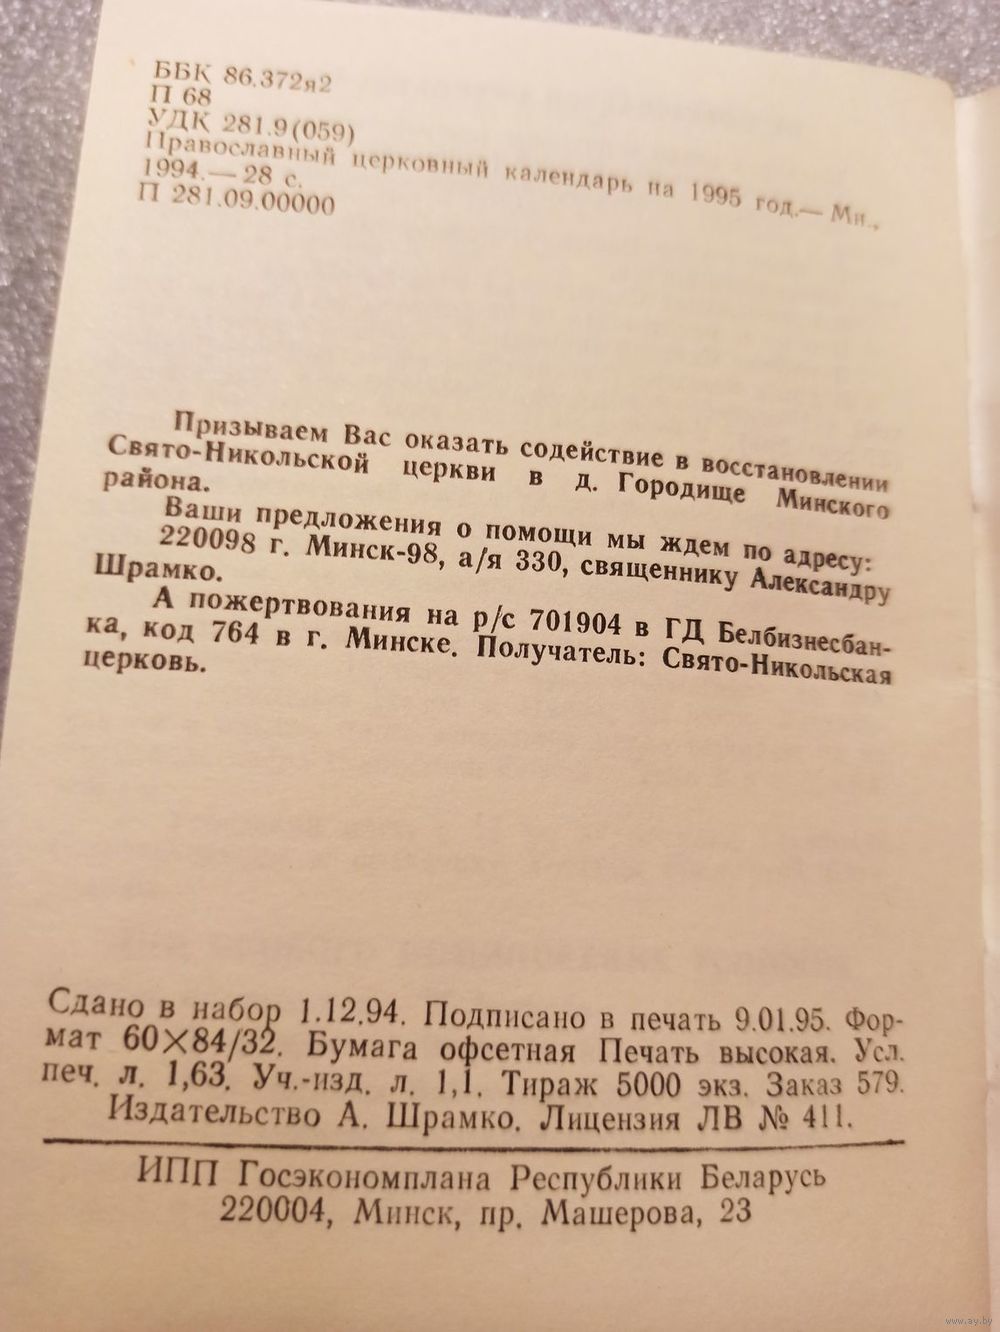 ББК 86.372я2
П 68
УДК 281.9(059)
Православный церковный календарь на 1995 год.— Мн.,
1994.— 28 с.
П 281.09.00000
Призываем Вас оказать содействие в восстановлении
Свято-Никольской церкви в д. Городище Минского
района.
Ваши предложения о помощи мы ждем по адресу:
220098 г. Минск-98, а/я 330, священнику Александру
Шрамко.
А пожертвования на р/с 701904 в ГД Белбизнесбан-
ка, код 764 в г. Минске. Получатель: Свято-Никольская
церковь.
Сдано в набор 1.12.94. Подписано в печать 9.01.95. Фор-
мат 60×84/32. Бумага офсетная Печать высокая. Усл.
печ. л. 1,63. Уч.-изд. л. 1,1. Тираж 5000 экз. Заказ 579.
Издательство А. Шрамко. Лицензия ЛВ № 411.
ИПП Госэкономплана Республики Беларусь
220004, Минск, пр. Машерова, 23
www.ay.by